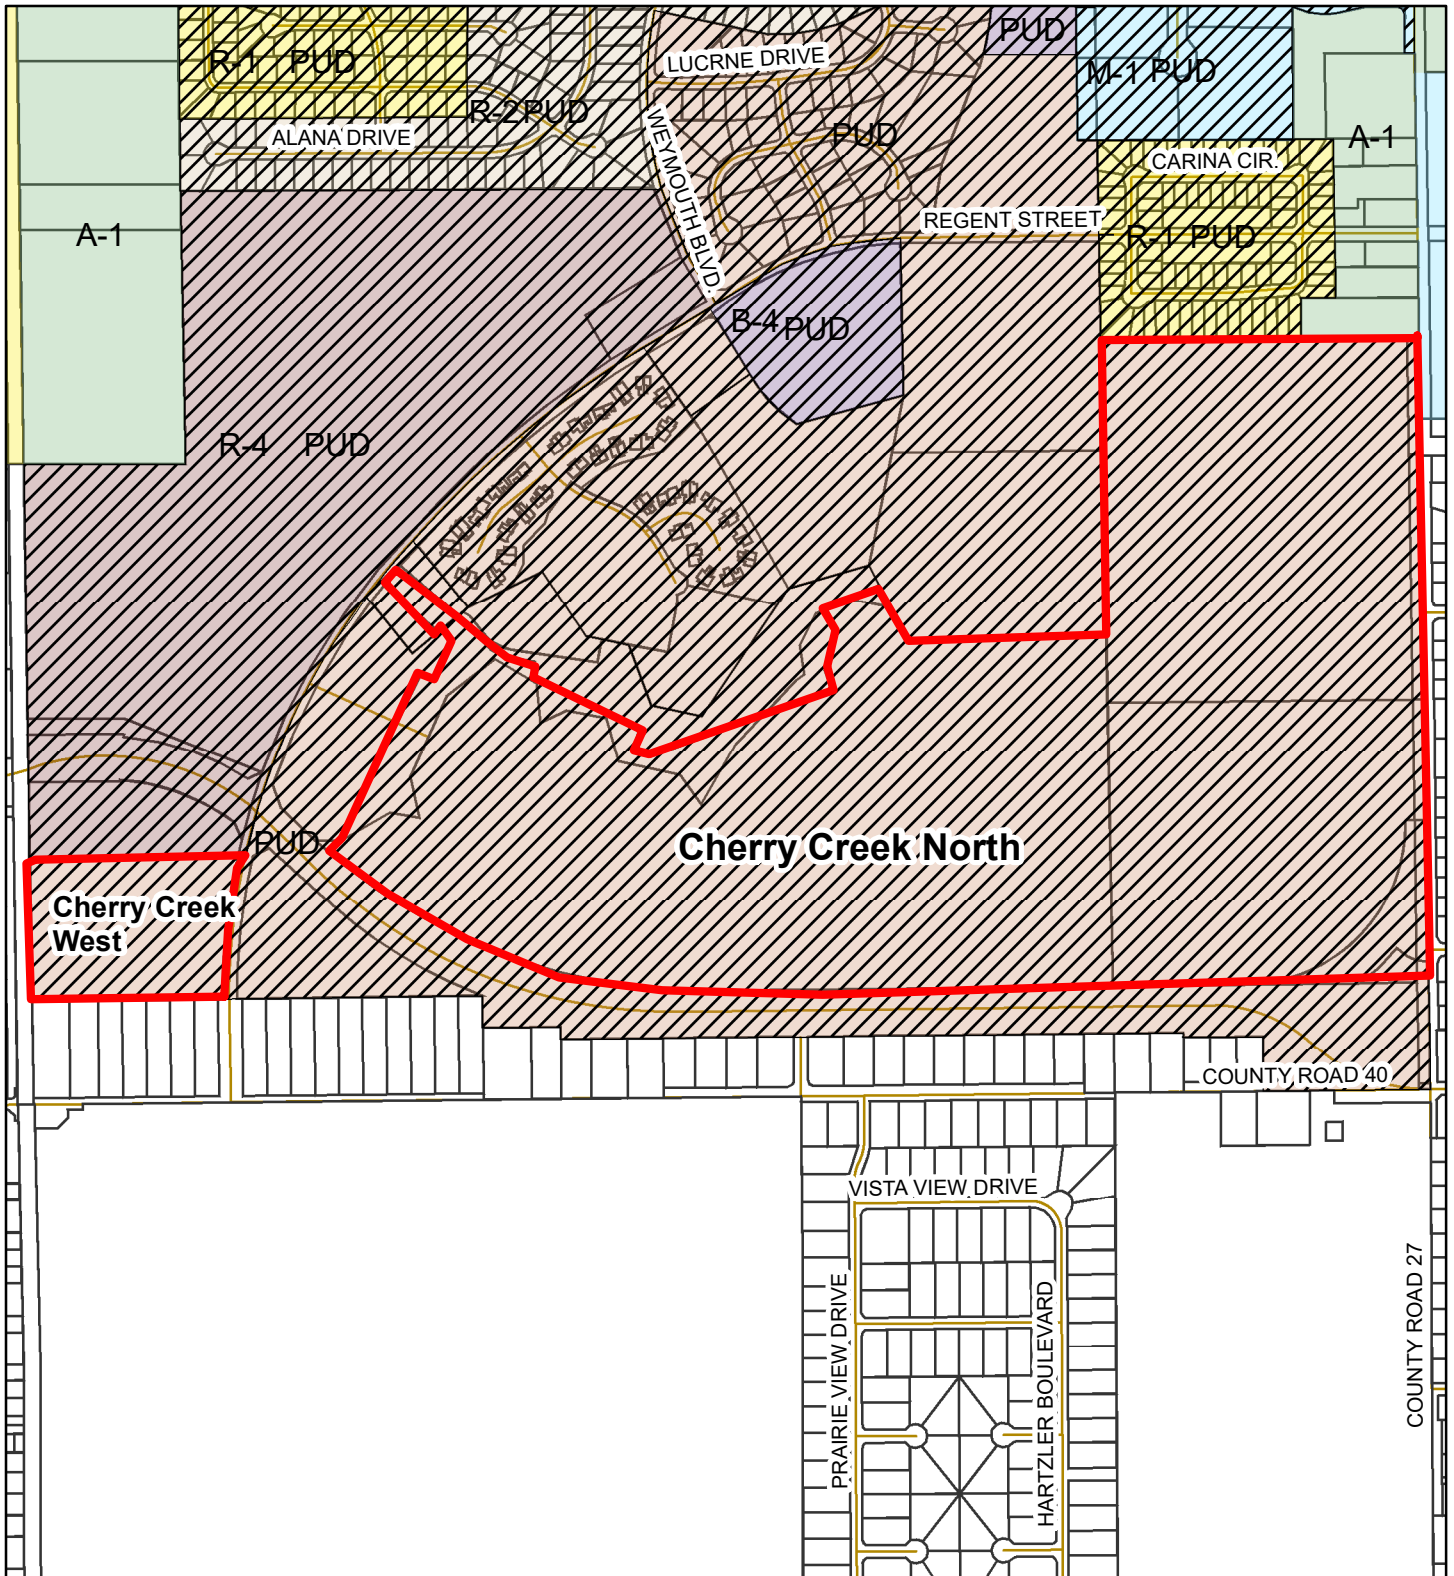 PUD
LUCRNE DRIVE
R-1 PUD
M-1 PUD
R-2PUD
ALANA DRIVE
WEYMOUTH BLVD.
PUD
A-1
CARINA CIR.
REGENT STREET
A-1
R-1 PUD
B-4 PUD
R-4 PUD
PUD
Cherry Creek North
Cherry Creek
West
COUNTY ROAD 40
VISTA VIEW DRIVE
PRAIRIE VIEW DRIVE
HARTZLER BOULEVARD
COUNTY ROAD 27